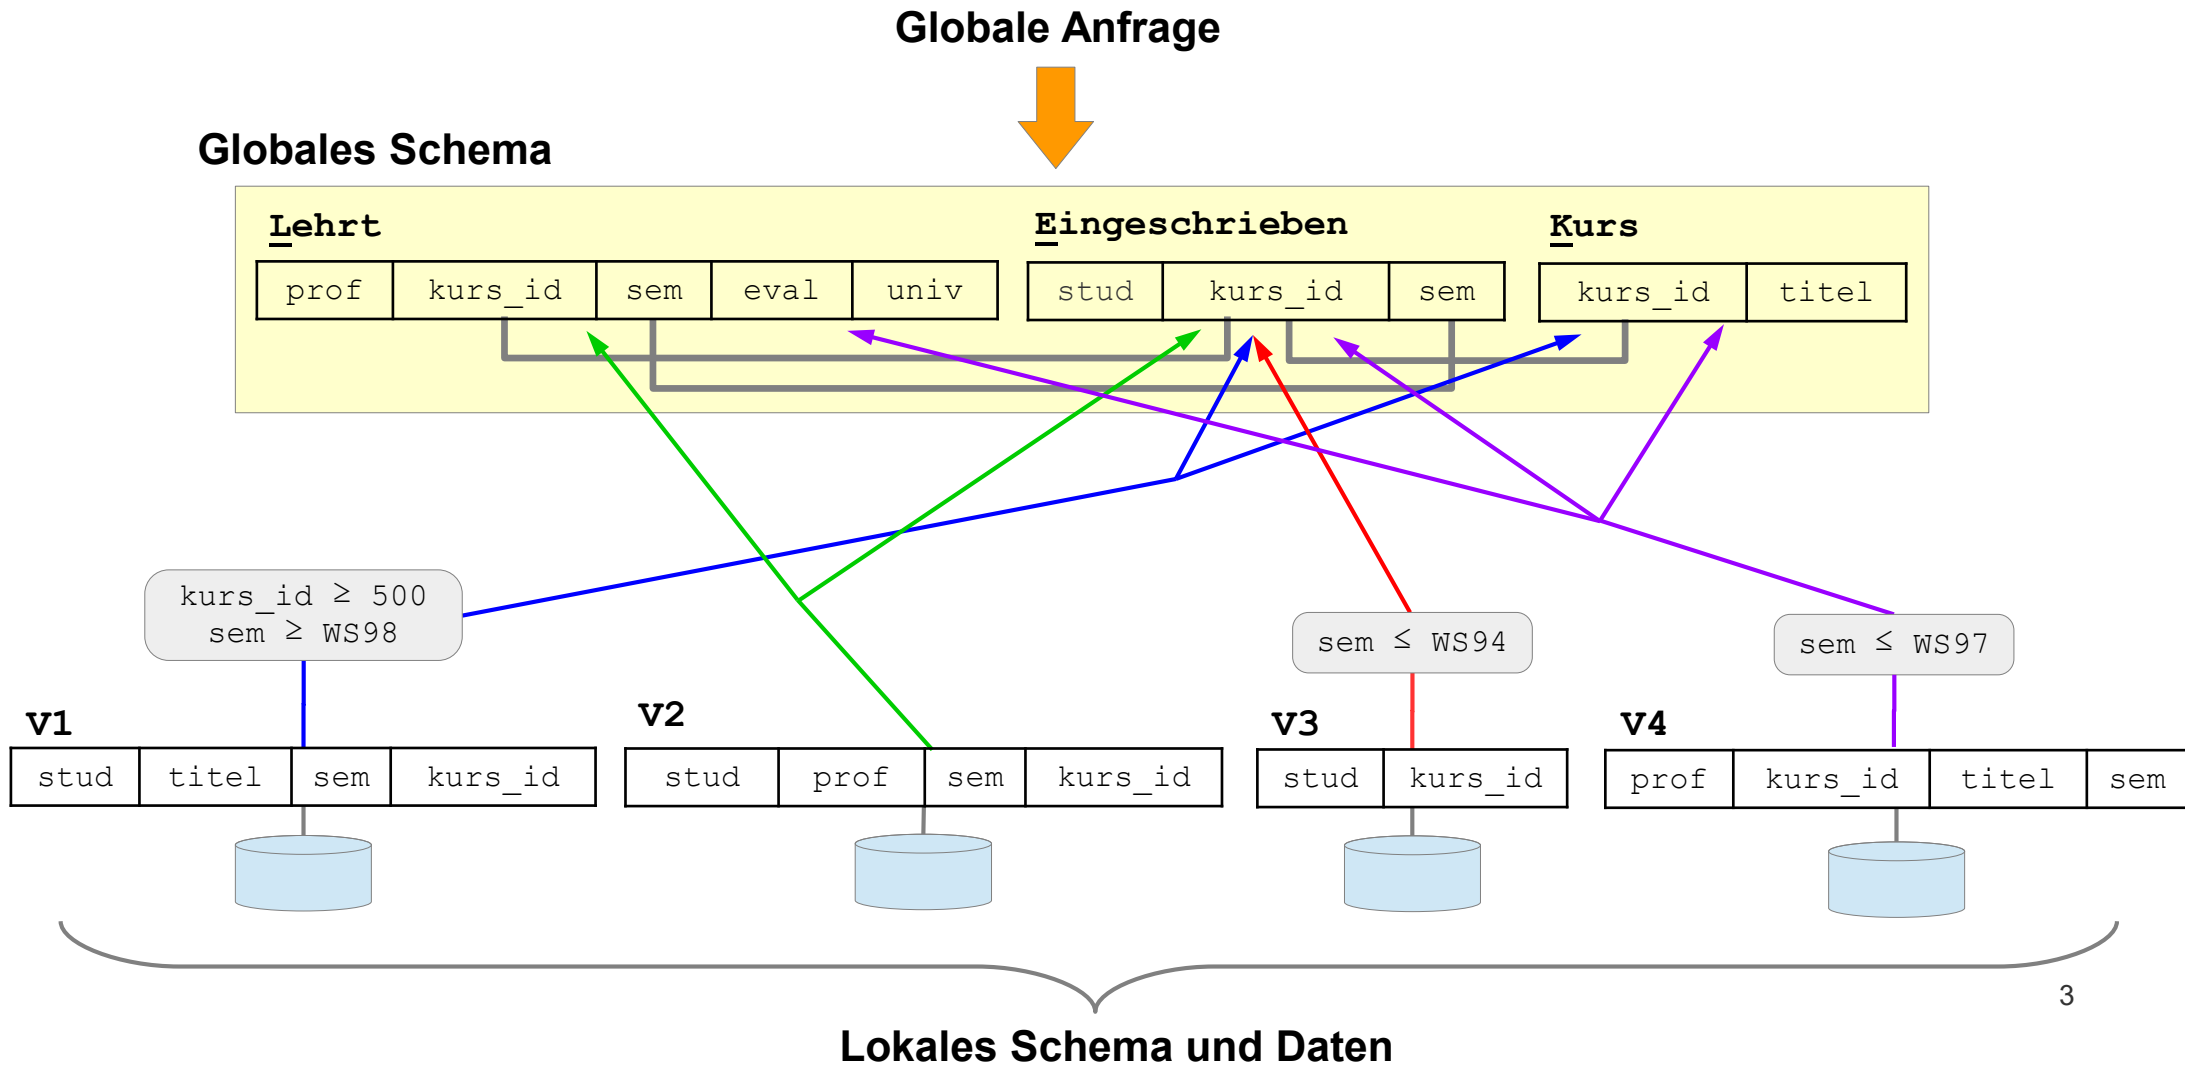 Globale Anfrage
Globales Schema
Lehrt
Eingeschrieben
Kurs
prof kurs_id sem eval univ
stud kurs_id sem
kurs_id titel
kurs_id ≥ 500
sem ≥ WS98
sem ≤ WS94
sem ≤ WS97
V1
V2
V3
V4
stud titel sem kurs_id
stud prof sem kurs_id
stud kurs_id
prof kurs_id titel sem
3
Lokales Schema und Daten